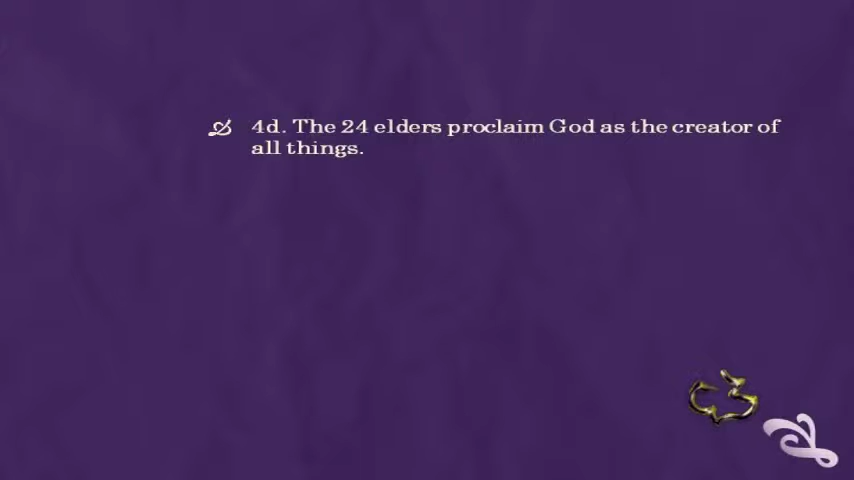 4d. The 24 elders proclaim God as the creator of
all things.